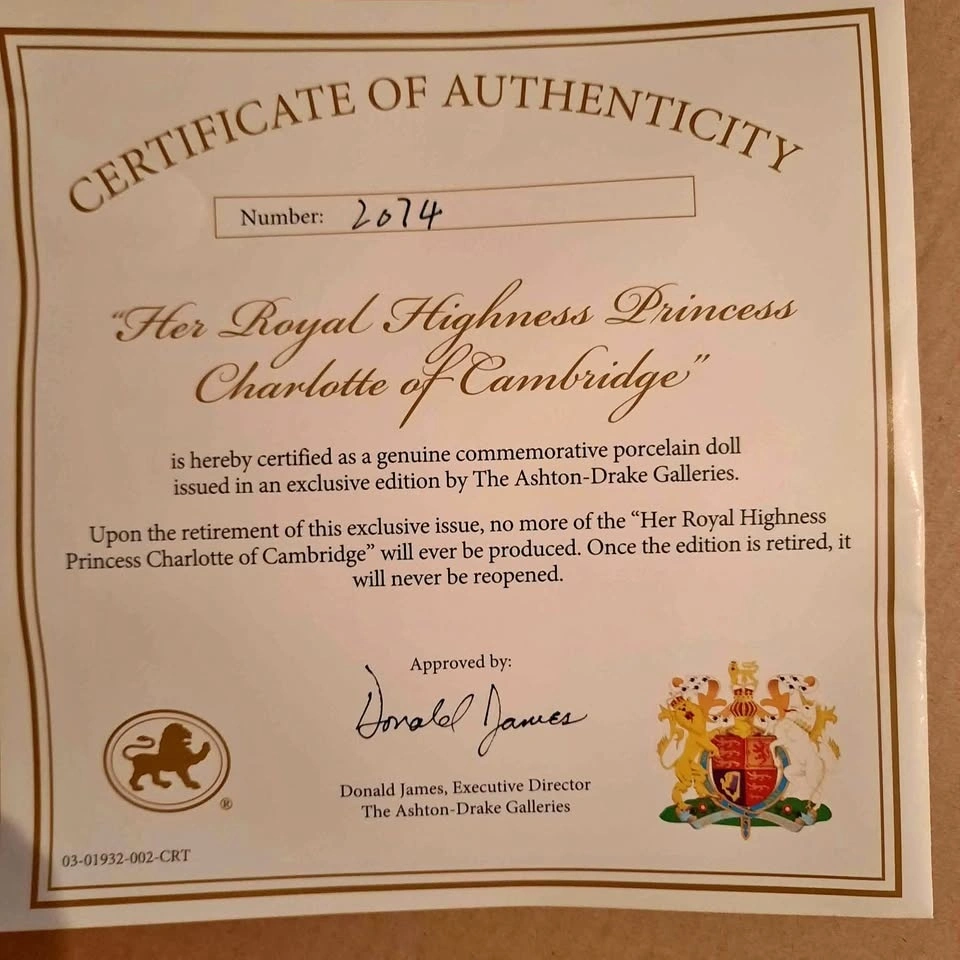 CERTIFICATE OF AUTHENTICITY
Number: 2074
“Her Royal Highness Princess
Charlotte of Cambridge”
is hereby certified as a genuine commemorative porcelain doll
issued in an exclusive edition by The Ashton-Drake Galleries.
Upon the retirement of this exclusive issue, no more of the “Her Royal Highness
Princess Charlotte of Cambridge” will ever be produced. Once the edition is retired, it
will never be reopened.
Approved by:
Donald James
Donald James, Executive Director
The Ashton-Drake Galleries
®
03-01932-002-CRT